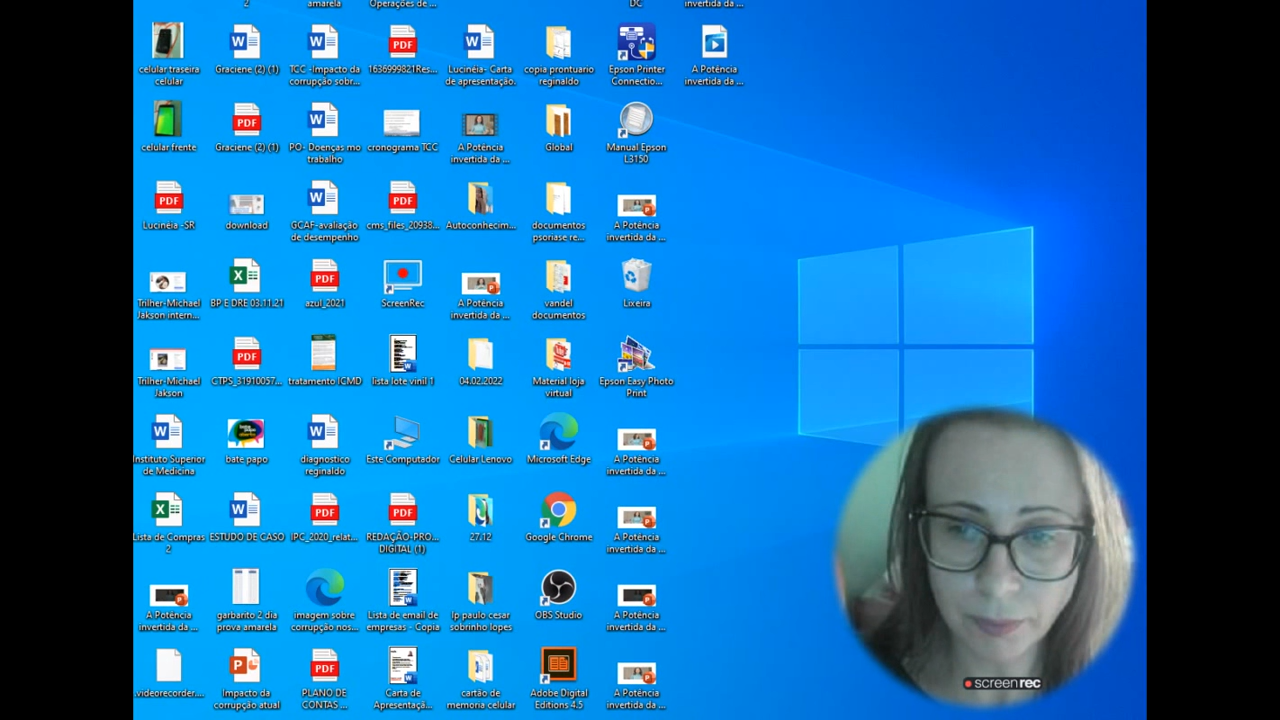 2
amarela
Operações de ...
DC
invertida da ...
celular traseira
celular
Graciene (2) (1)
TCC -Impacto da
corrupção sobr...
1636999821Res...
Lucinéia- Carta
de apresentação.
copia prontuario
reginaldo
Epson Printer
Connectio...
A Potência
invertida da ...
celular frente
Graciene (2) (1)
PO- Doenças mo
trabalho
cronograma TCC
A Potência
invertida da ...
Global
Manual Epson
L3150
Lucinéia -SR
download
GCAF-avaliação
de desempenho
cms_files_20938...
Autoconhecim...
documentos
psoriase re...
A Potência
invertida da ...
Trilher-Michael
Jakson intern...
BP E DRE 03.11.21
azul_2021
ScreenRec
A Potência
invertida da ...
vandel
documentos
Lixeira
Trilher-Michael
Jakson
CTPS_31910057...
tratamento ICMD
lista lote vinil 1
04.02.2022
Material loja
virtual
Epson Easy Photo
Print
Instituto Superior
de Medicina
bate papo
diagnostico
reginaldo
Este Computador
Celular Lenovo
Microsoft Edge
A Potência
invertida da ...
Lista de Compras
2
ESTUDO DE CASO
IPC_2020_relat...
REDAÇÃO-PRO...
DIGITAL (1)
27.12
Google Chrome
A Potência
invertida da ...
A Potência
invertida da ...
garbarito 2 dia
prova amarela
imagem sobre
corrupção nos...
Lista de email de
empresas - Copia
lp paulo cesar
sobrinho lopes
OBS Studio
A Potência
invertida da ...
.videorecorder....
Impacto da
corrupção atual
PLANO DE
CONTAS ...
Carta de
Apresentaçã...
cartão de
memoria celular
Adobe Digital
Editions 4.5
A Potência
invertida da ...
screenrec